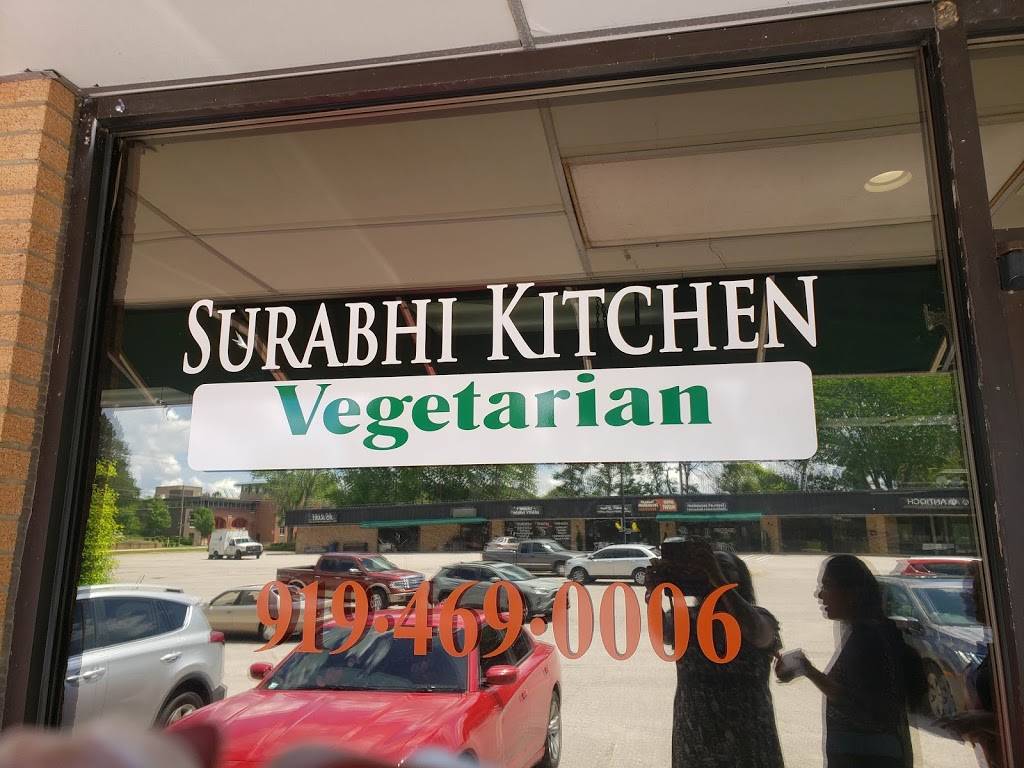 SURABHI KITCHEN
Vegetarian
919·469·0006